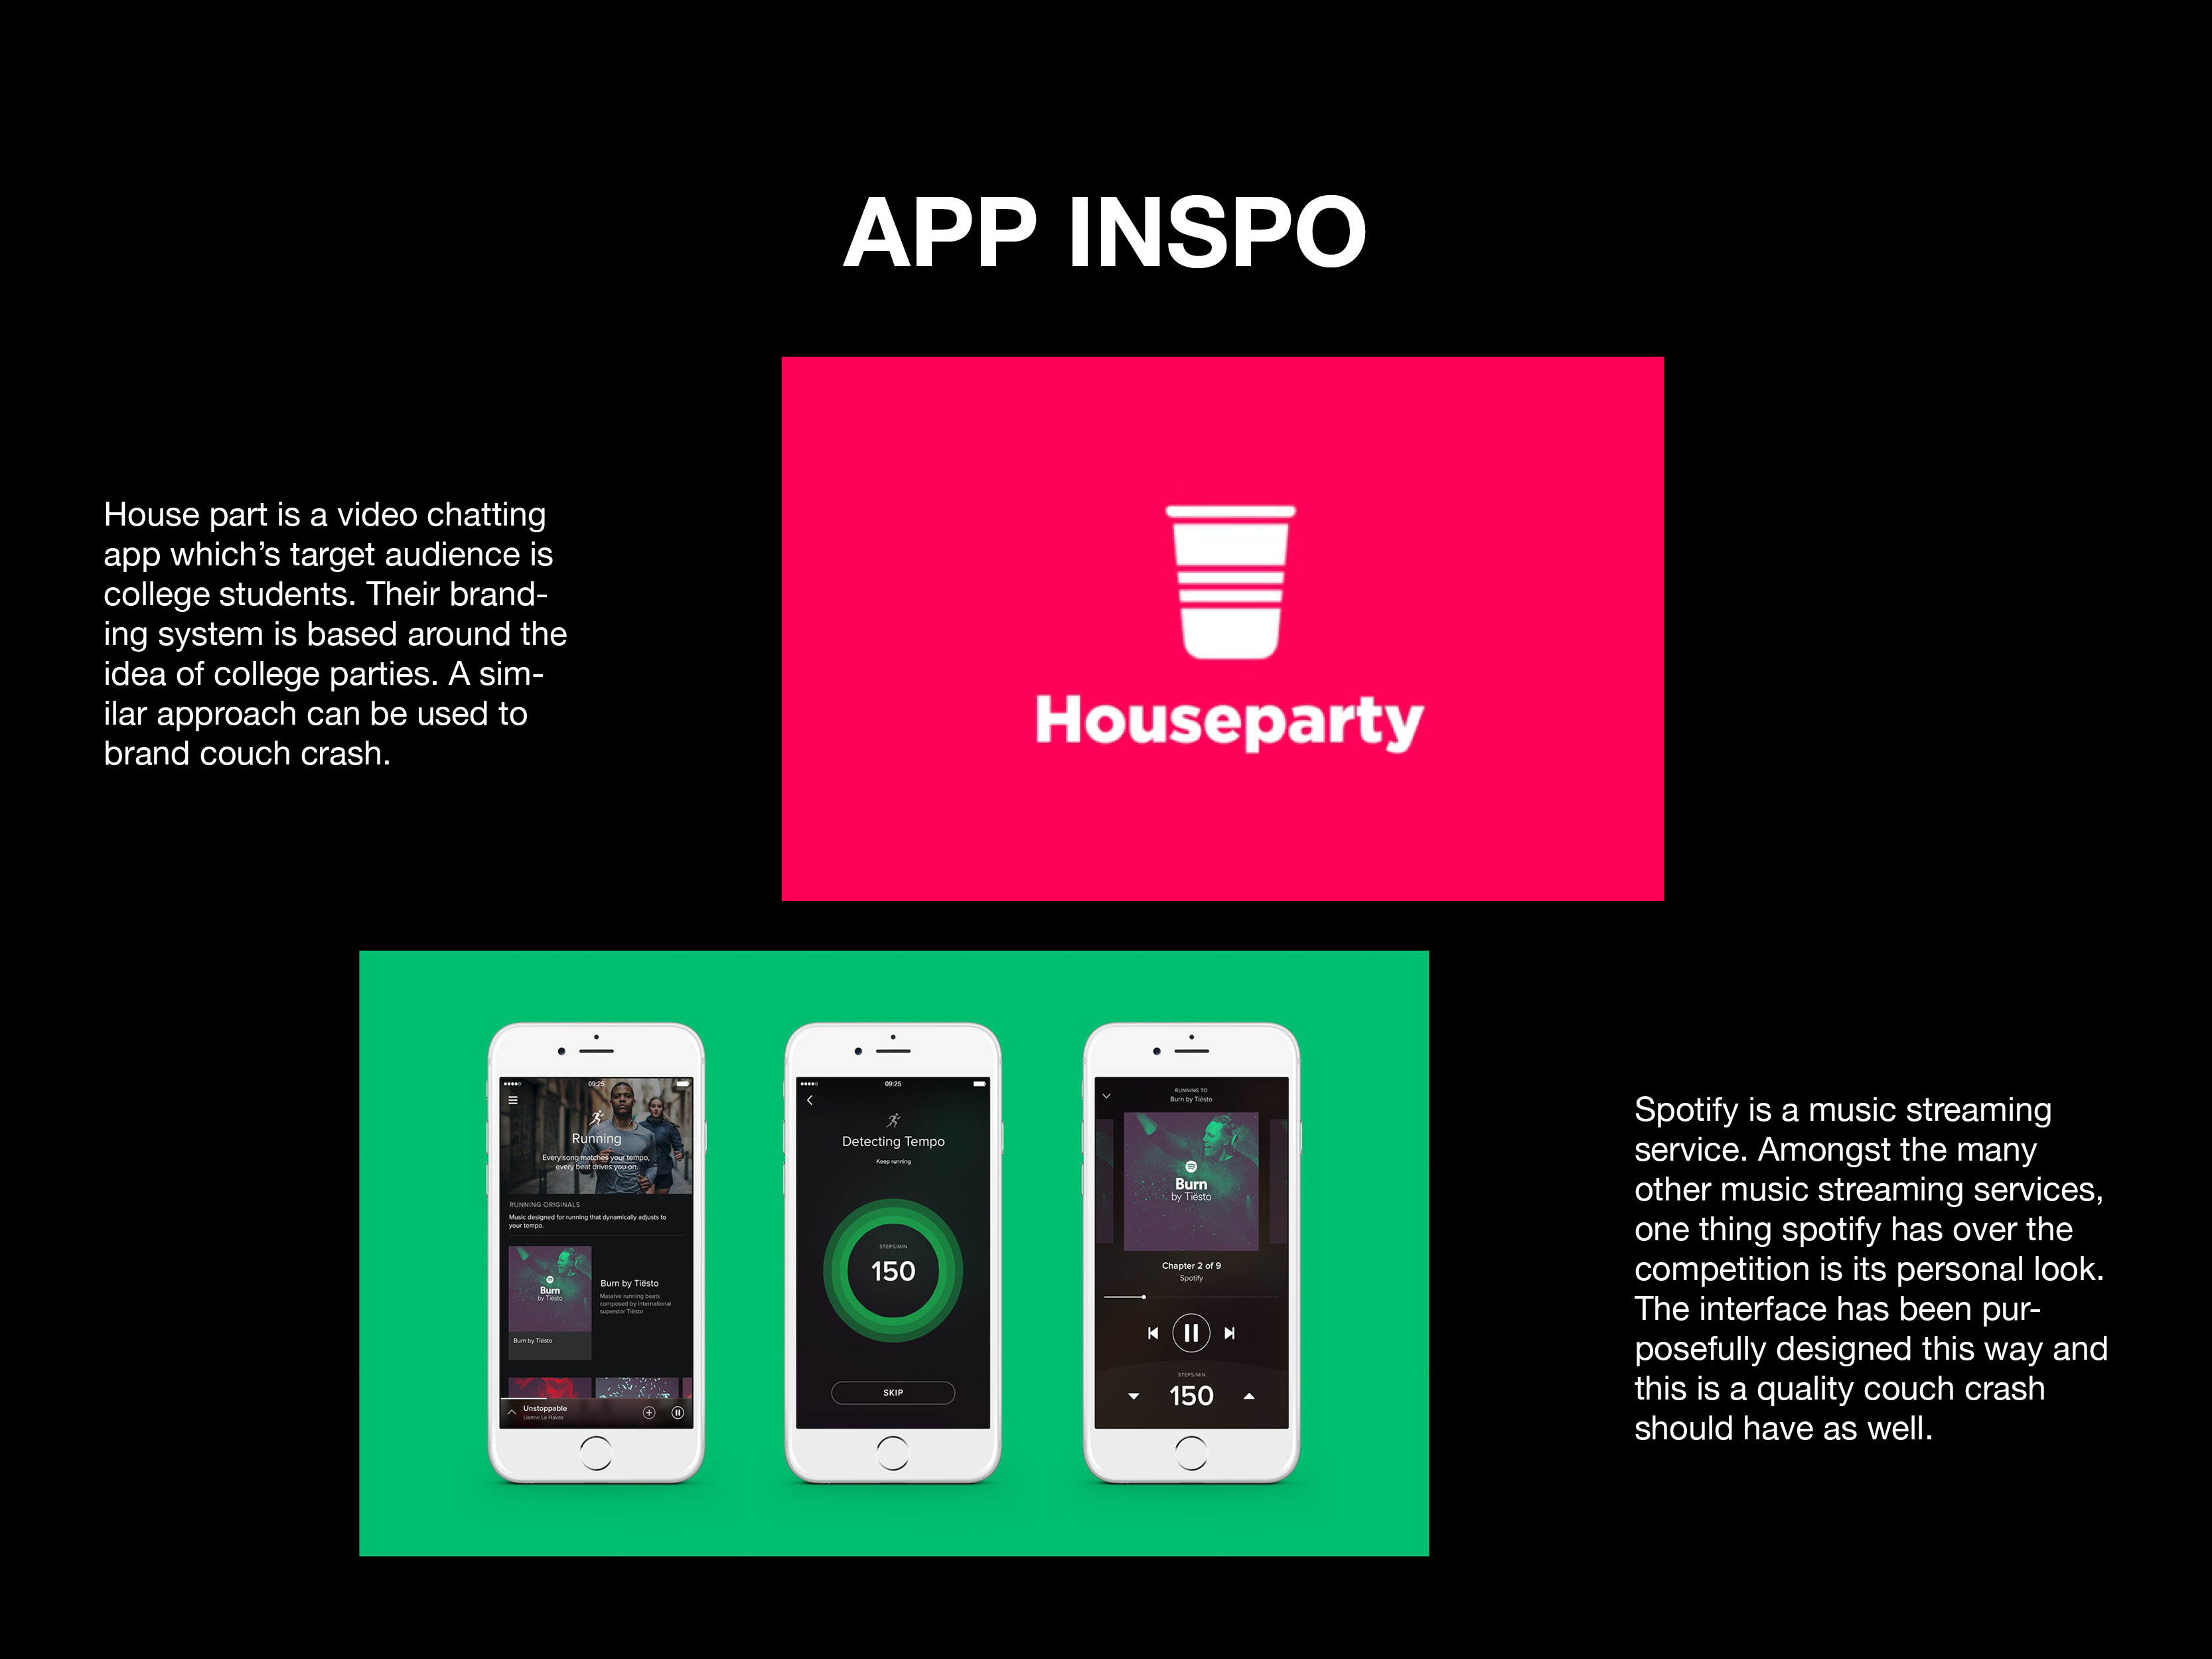 APP INSPO
House part is a video chatting
app which’s target audience is
college students. Their brand-
ing system is based around the
idea of college parties. A sim-
ilar approach can be used to
brand couch crash.
Houseparty
09:25
Running
Every song matches your tempo,
every beat drives you on.
RUNNING ORIGINALS
Music designed for running that dynamically adjusts to
your tempo.
Burn
by Tiësto
Burn by Tiësto
Burn by Tiësto
Massive running beats
composed by international
superstar Tiësto
Unstoppable
Lianne La Havas
09:25
Detecting Tempo
Keep running
STEPS/MIN
150
SKIP
RUNNING TO
Burn by Tiësto
Burn
by Tiësto
Chapter 2 of 9
Spotify
STEPS/MIN
150
Spotify is a music streaming
service. Amongst the many
other music streaming services,
one thing spotify has over the
competition is its personal look.
The interface has been pur-
posefully designed this way and
this is a quality couch crash
should have as well.